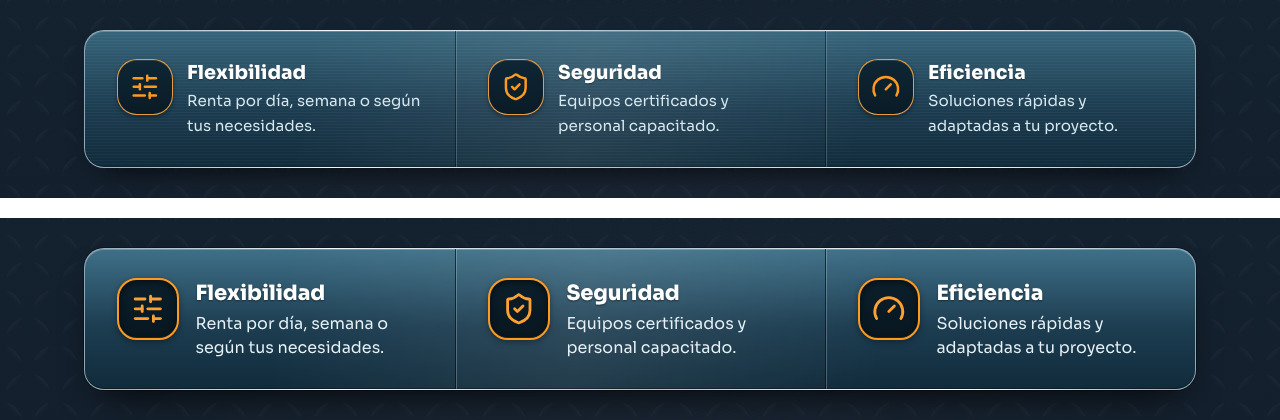 Flexibilidad
Renta por día, semana o según
tus necesidades.
Seguridad
Equipos certificados y
personal capacitado.
Eficiencia
Soluciones rápidas y
adaptadas a tu proyecto.
Flexibilidad
Renta por día, semana o
según tus necesidades.
Seguridad
Equipos certificados y
personal capacitado.
Eficiencia
Soluciones rápidas y
adaptadas a tu proyecto.